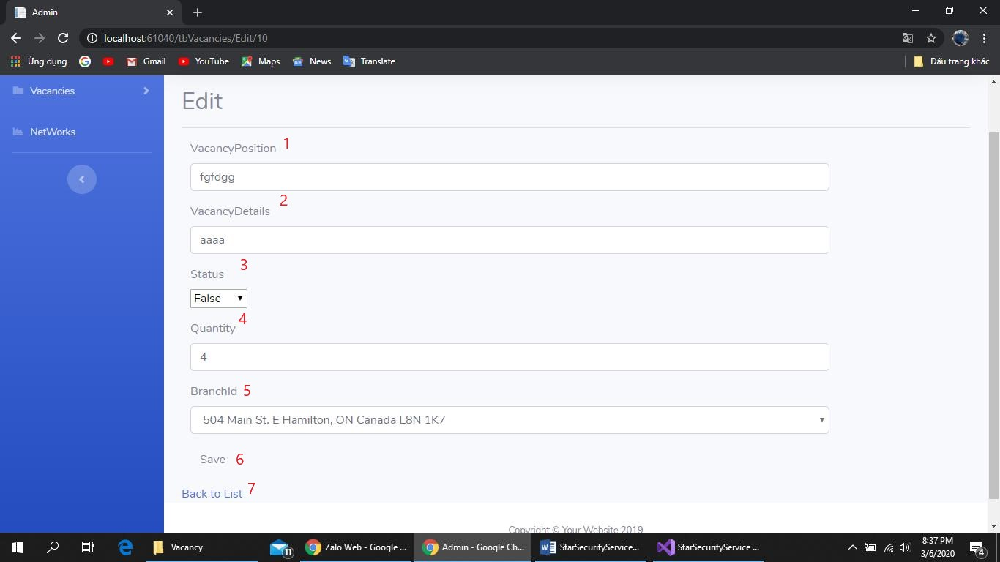 Admin
localhost:61040/tbVacancies/Edit/10
Ứng dụng Gmail YouTube Maps News Translate Dấu trang khác
Vacancies
NetWorks
Edit
VacancyPosition 1
fgfdgg
2
VacancyDetails
aaaa
3
Status
False
4
Quantity
4
BranchId 5
504 Main St. E Hamilton, ON Canada L8N 1K7
Save 6
Back to List 7
Copyright © Your Website 2019
Vacancy 11 Zalo Web - Google ... Admin - Google Ch... StarSecurityService... StarSecurityService ... 8:37 PM
3/6/2020 4